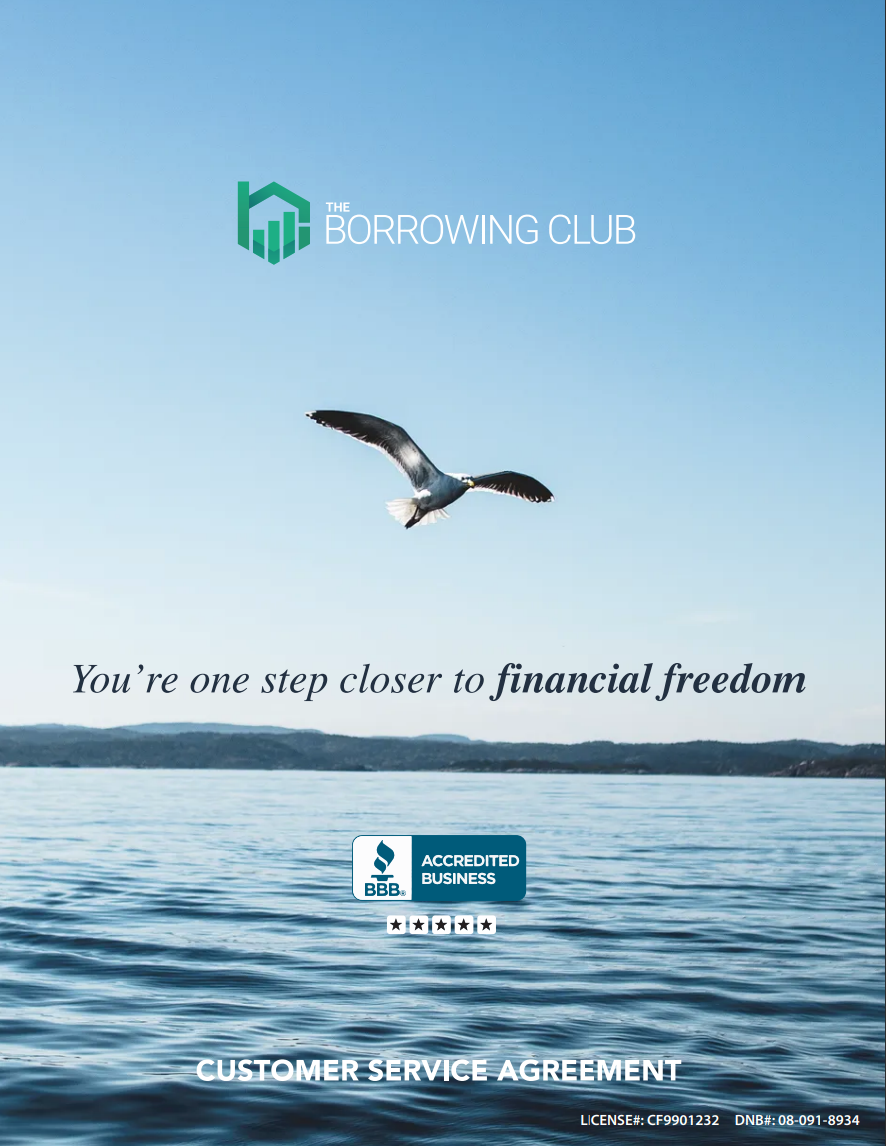 THE
BORROWING CLUB
You're one step closer to financial freedom
ACCREDITED
BUSINESS
BBB®
CUSTOMER SERVICE AGREEMENT
LICENSE#: CF9901232 DNB#: 08-091-8934